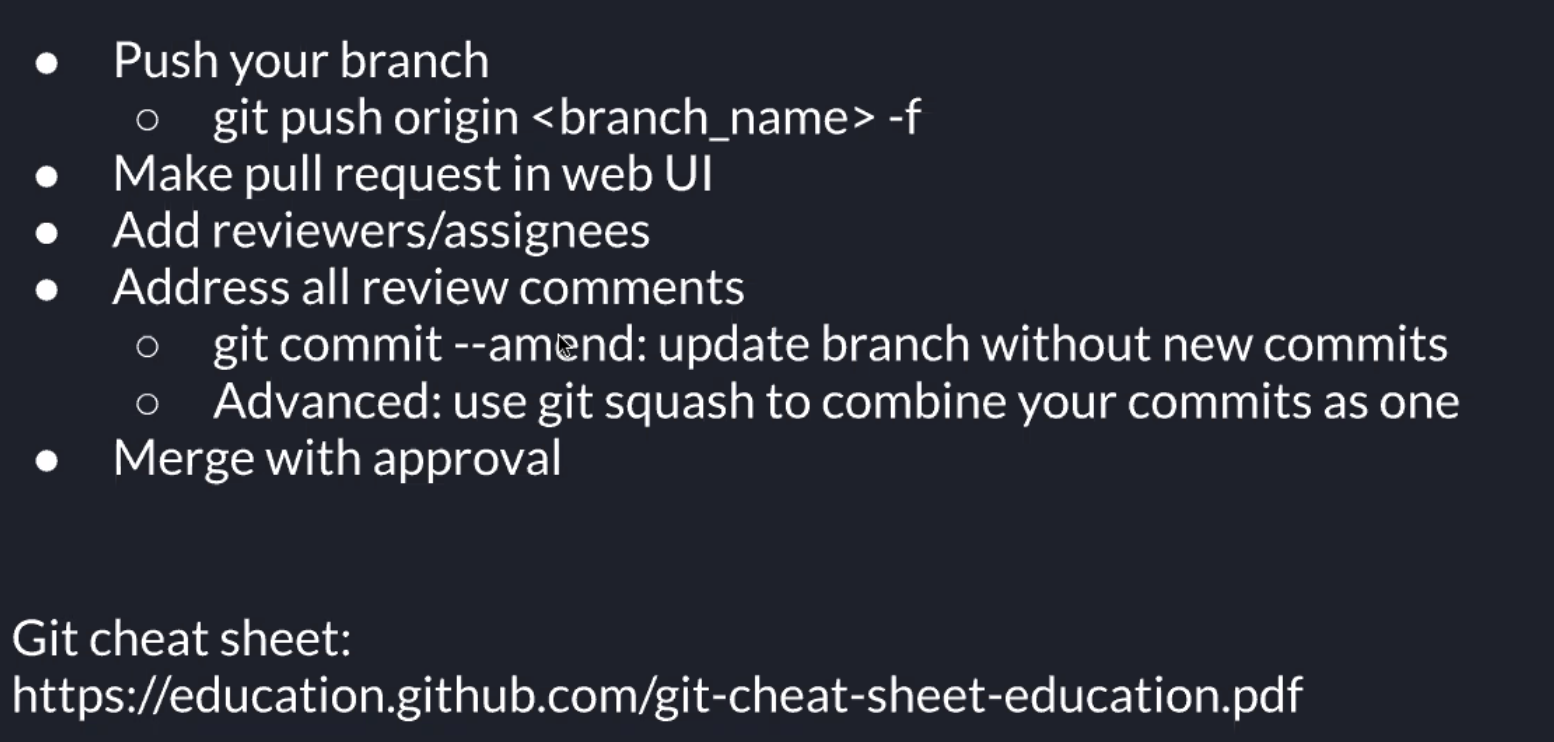 ● Push your branch
○ git push origin <branch_name> -f
● Make pull request in web UI
● Add reviewers/assignees
● Address all review comments
○ git commit --amend: update branch without new commits
○ Advanced: use git squash to combine your commits as one
● Merge with approval
Git cheat sheet:
https://education.github.com/git-cheat-sheet-education.pdf